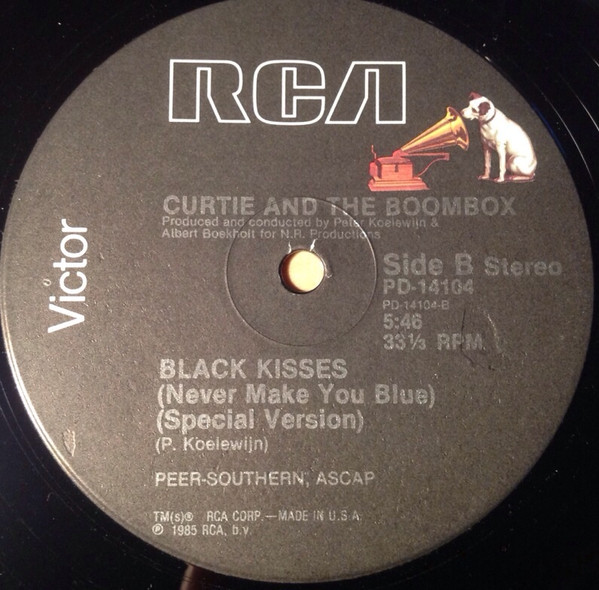 RCA
Victor
CURTIE AND THE BOOMBOX
Produced and conducted by Peter Koelewijn &
Albert Boekholt for N.R. Productions
Side B Stereo
PD-14104
PD-14104-B
5:46
33⅓ RPM
BLACK KISSES
(Never Make You Blue)
(Special Version)
(P. Koelewijn)
PEER-SOUTHERN, ASCAP
TM(s)® RCA CORP.—MADE IN U.S.A.
℗ 1985 RCA, b.v.